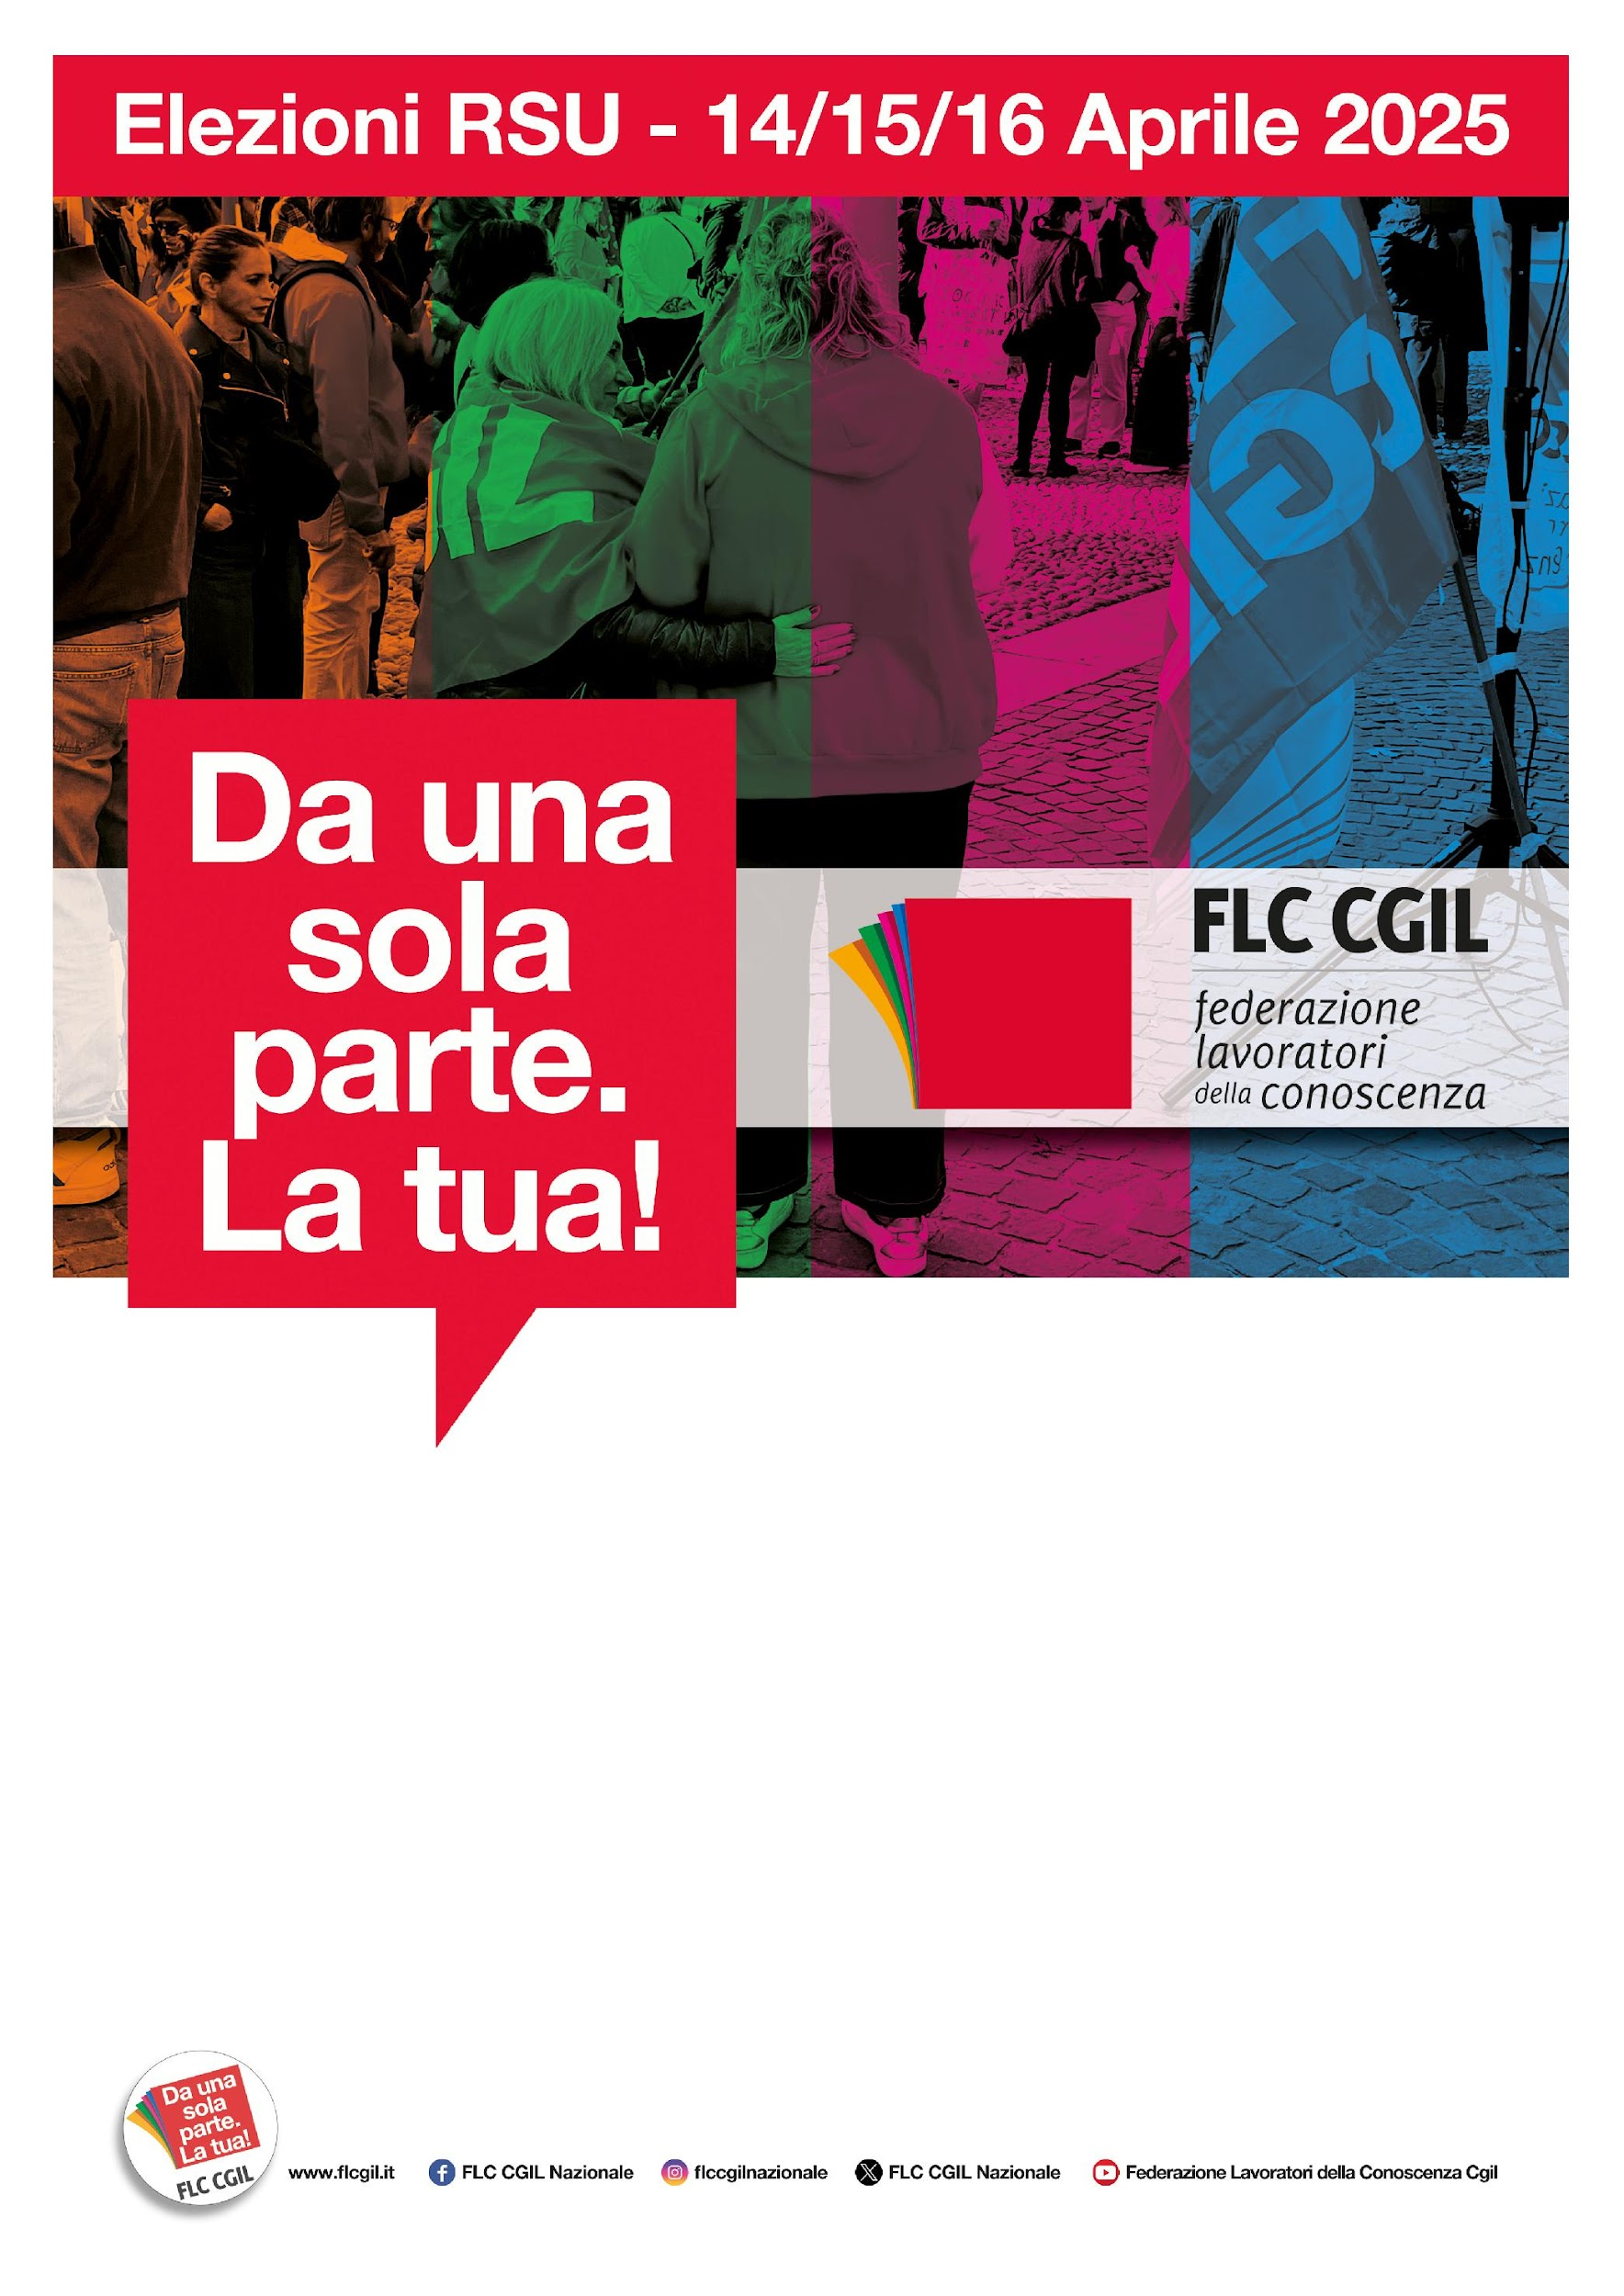 Elezioni RSU - 14/15/16 Aprile 2025
Da una
sola
parte.
La tua!
FLC CGIL
federazione
lavoratori
della conoscenza
Da una
sola
parte.
La tua!
FLC CGIL
www.flcgil.it
FLC CGIL Nazionale
flccgilnazionale
FLC CGIL Nazionale
Federazione Lavoratori della Conoscenza Cgil